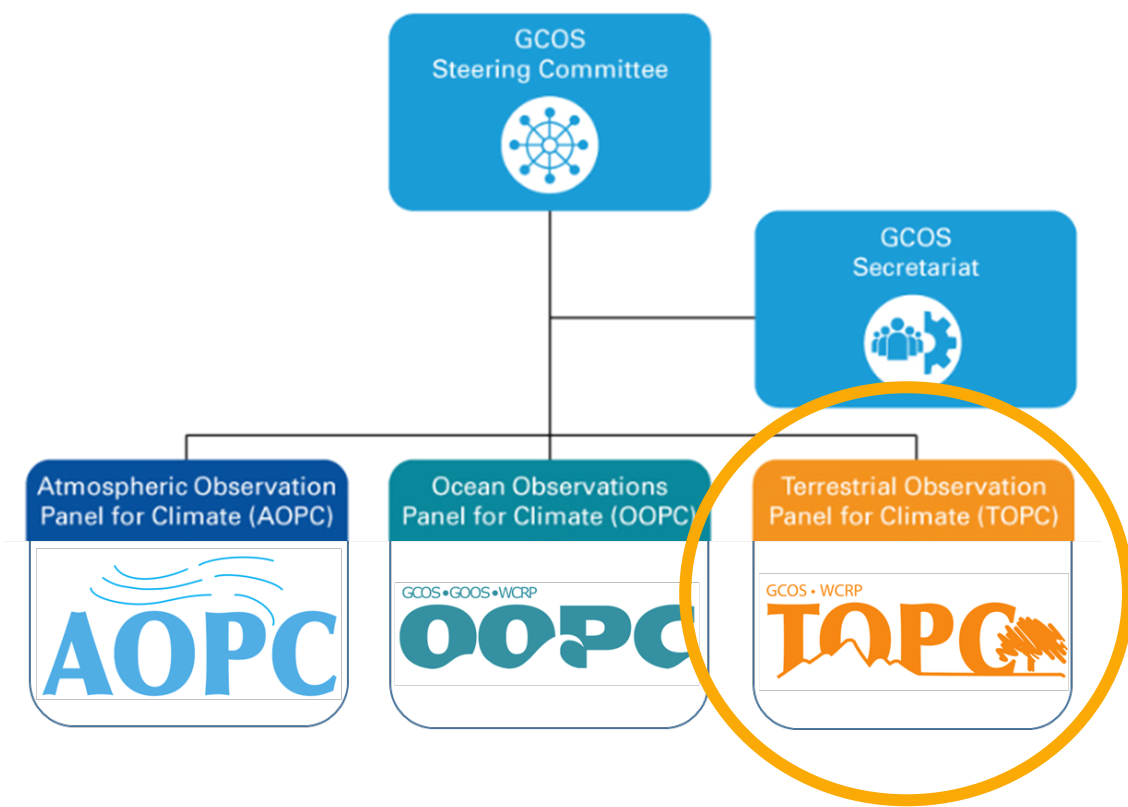 GCOS
Steering Committee
GCOS
Secretariat
Atmospheric Observation
Panel for Climate (AOPC)
AOPC
Ocean Observations
Panel for Climate (OOPC)
GCOS•GOOS•WCRP
OOPC
Terrestrial Observation
Panel for Climate (TOPC)
GCOS • WCRP
TOPC